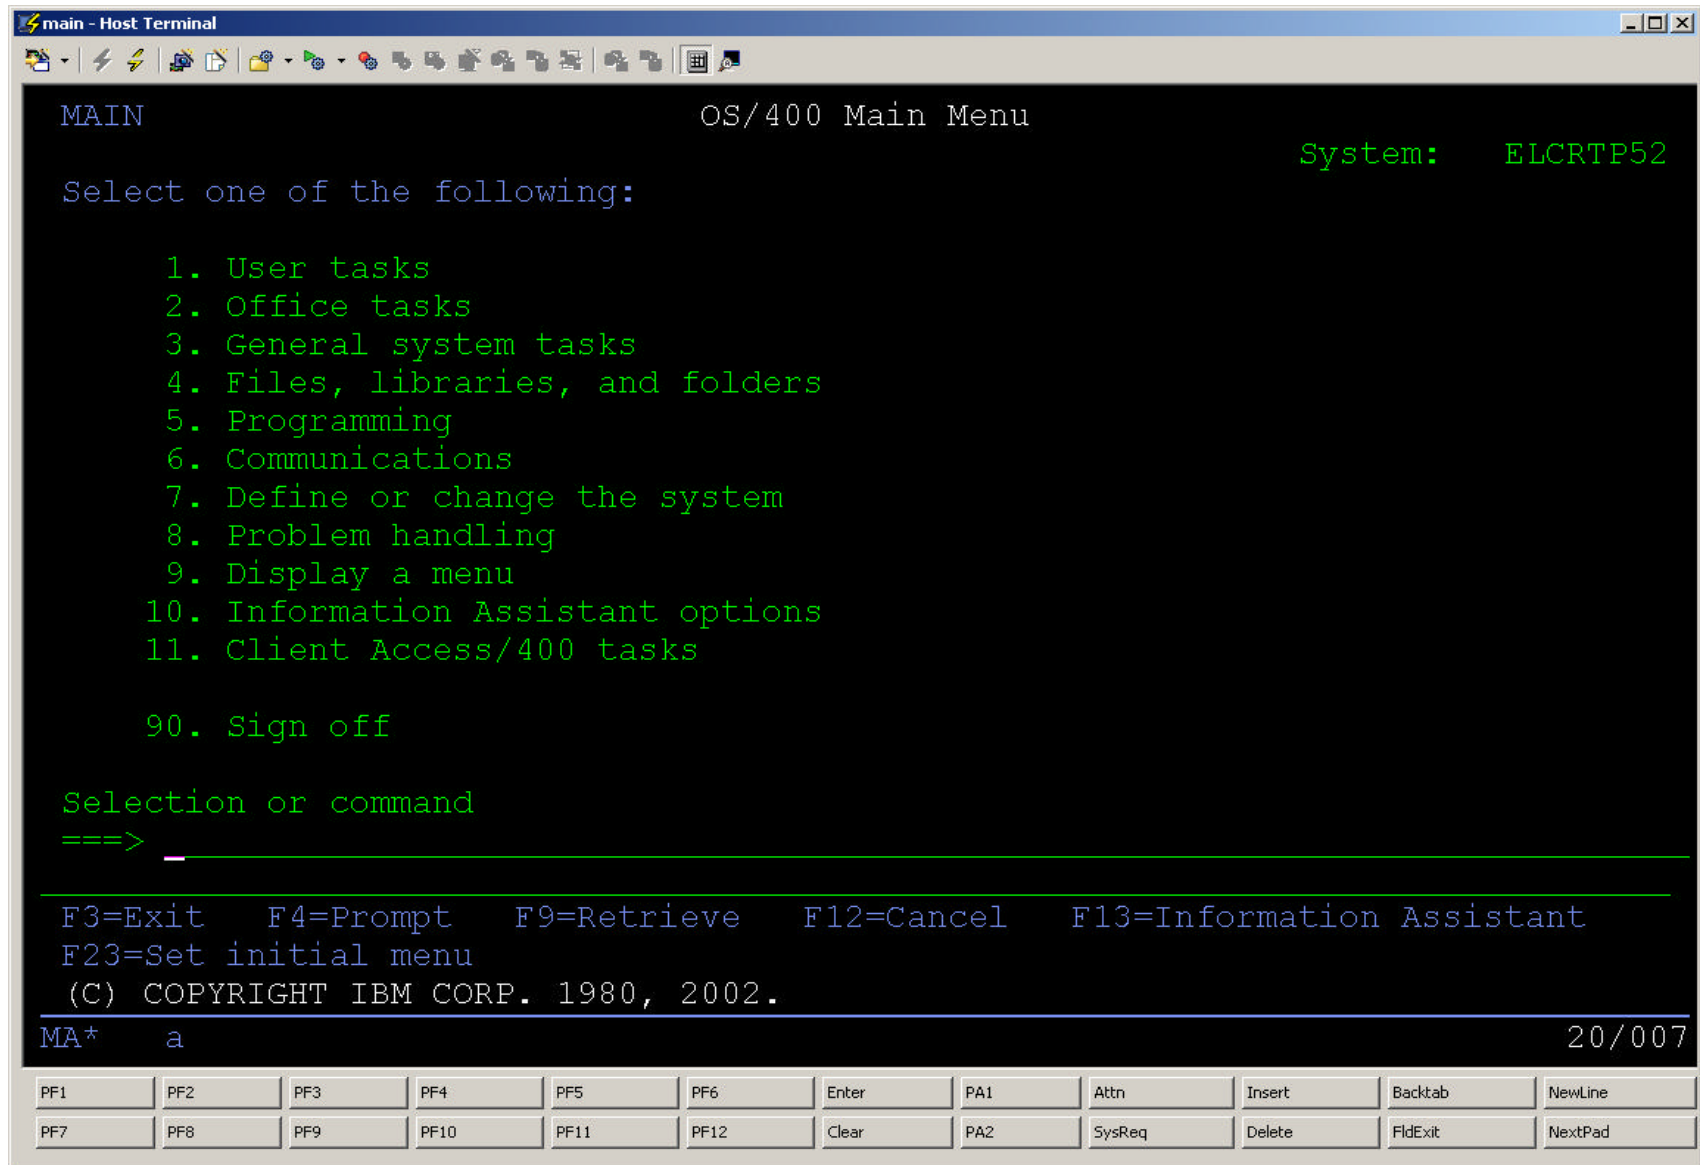 main - Host Terminal
MAIN OS/400 Main Menu
System: ELCRTP52
Select one of the following:
1. User tasks
2. Office tasks
3. General system tasks
4. Files, libraries, and folders
5. Programming
6. Communications
7. Define or change the system
8. Problem handling
9. Display a menu
10. Information Assistant options
11. Client Access/400 tasks
90. Sign off
Selection or command
===>
F3=Exit F4=Prompt F9=Retrieve F12=Cancel F13=Information Assistant
F23=Set initial menu
(C) COPYRIGHT IBM CORP. 1980, 2002.
MA* a 20/007
PF1 PF2 PF3 PF4 PF5 PF6 Enter PA1 Attn Insert Backtab NewLine
PF7 PF8 PF9 PF10 PF11 PF12 Clear PA2 SysReq Delete FldExit NextPad